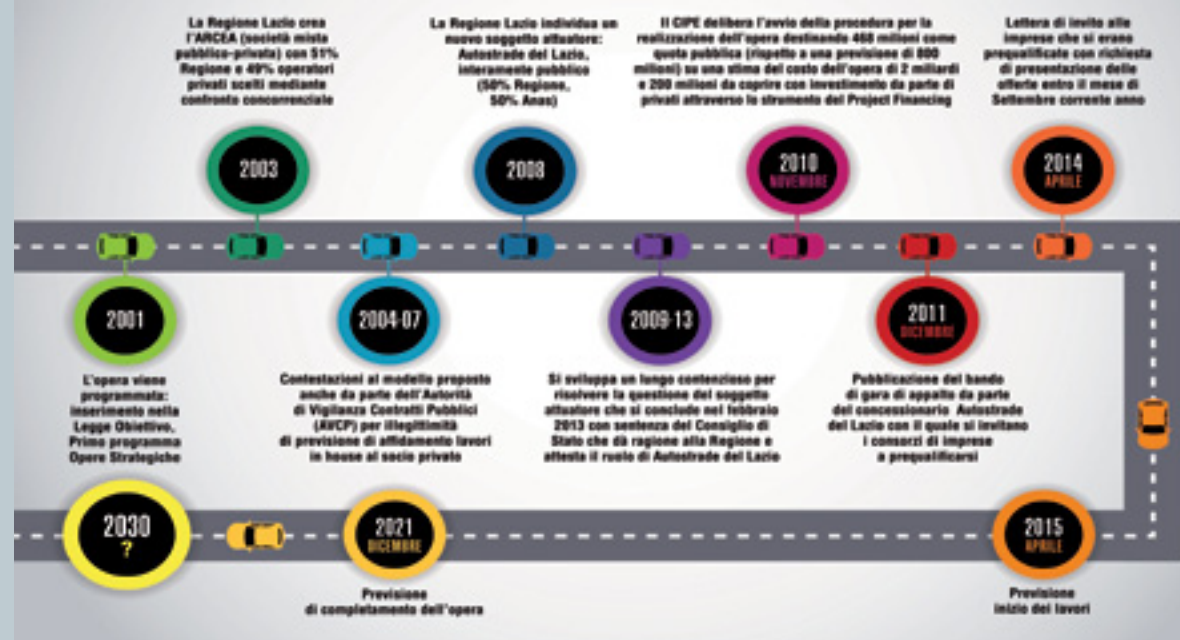 La Regione Lazio crea
l'ARCEA (società mista
pubblico-privata) con 51%
Regione e 49% operatori
privati scelti mediante
confronto concorrenziale
2003
La Regione Lazio individua un
nuovo soggetto attuatore:
Autostrade del Lazio,
interamente pubblico
(50% Regione,
50% Anas)
2008
Il CIPE delibera l'avvio della procedura per la
realizzazione dell'opera destinando 468 milioni come
quota pubblica (rispetto a una previsione di 800
milioni) su una stima del costo dell'opera di 2 miliardi
e 200 milioni da coprire con investimento da parte di
privati attraverso lo strumento del Project Financing
2010
NOVEMBRE
Lettera di invito alle
imprese che si erano
prequalificate con richiesta
di presentazione delle
offerte entro il mese di
Settembre corrente anno
2014
APRILE
2001
L'opera viene
programmata:
inserimento nella
Legge Obiettivo,
Primo programma
Opere Strategiche
2004-07
Contestazioni al modello proposto
anche da parte dell'Autorità
di Vigilanza Contratti Pubblici
(AVCP) per illegittimità
di previsione di affidamento lavori
in house al socio privato
2009-13
Si sviluppa un lungo contenzioso per
risolvere la questione del soggetto
attuatore che si conclude nel febbraio
2013 con sentenza del Consiglio di
Stato che dà ragione alla Regione e
attesta il ruolo di Autostrade del Lazio
2011
DICEMBRE
Pubblicazione del bando
di gara di appalto da parte
del concessionario Autostrade
del Lazio con il quale si invitano
i consorzi di imprese
a prequalificarsi
2030
?
2021
DICEMBRE
Previsione
di completamento dell'opera
2015
APRILE
Previsione
inizio dei lavori